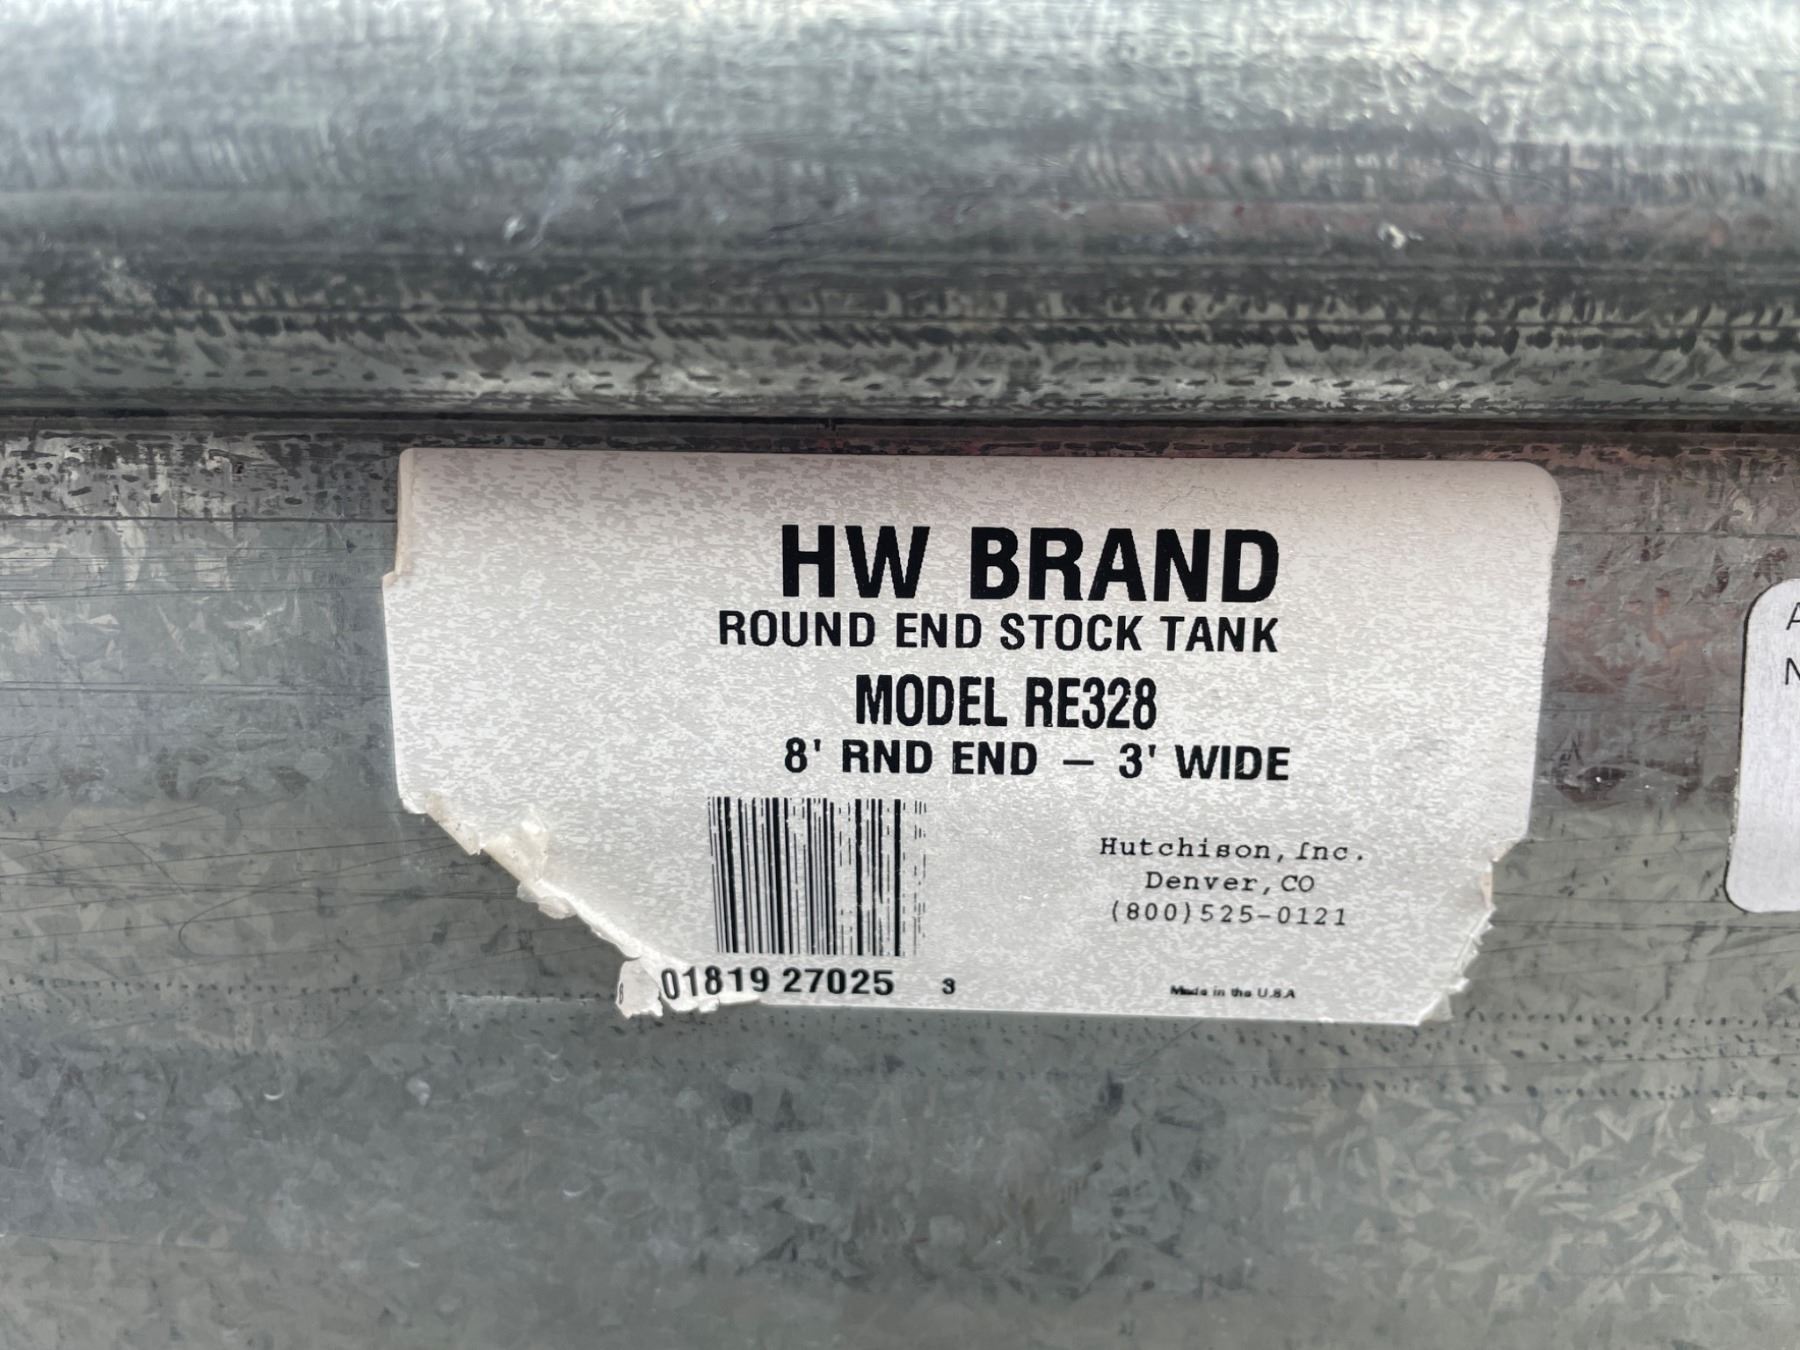 HW BRAND
ROUND END STOCK TANK
MODEL RE328
8' RND END — 3' WIDE
Hutchison, Inc.
Denver, CO
(800)525-0121
8 01819 27025 3
Made in the U.S.A
A
N